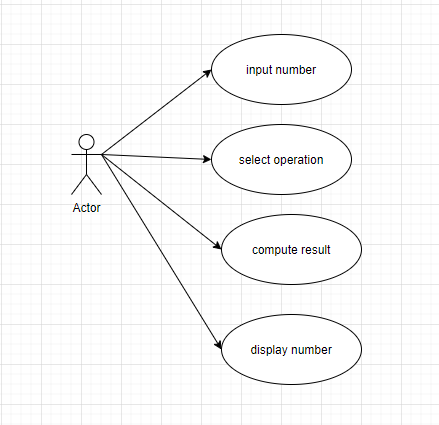 input number
select operation
Actor
compute result
display number